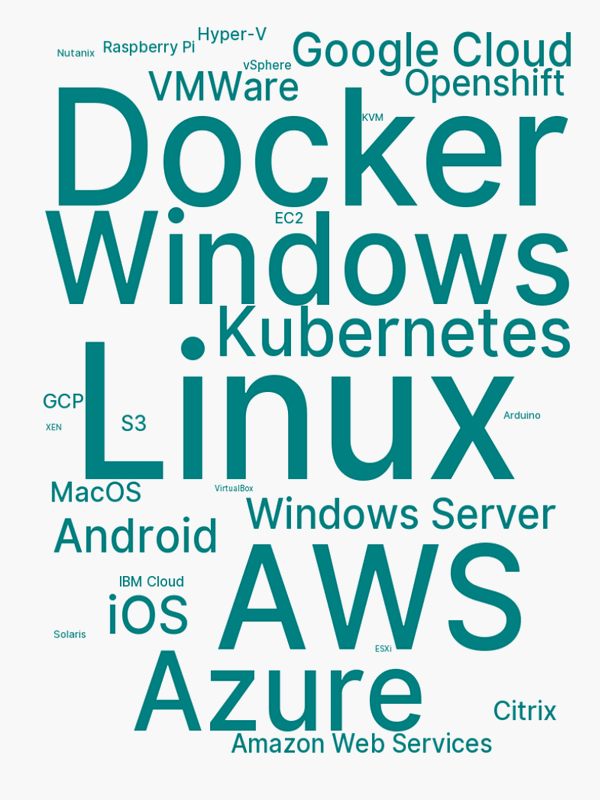 Hyper-V
Nutanix
Raspberry Pi
Google Cloud
vSphere
VMWare
Openshift
Docker
KVM
EC2
Windows
Kubernetes
Linux
GCP
S3
XEN
Arduino
MacOS
VirtualBox
Windows Server
Android
AWS
IBM Cloud
iOS
Solaris
ESXi
Azure
Citrix
Amazon Web Services